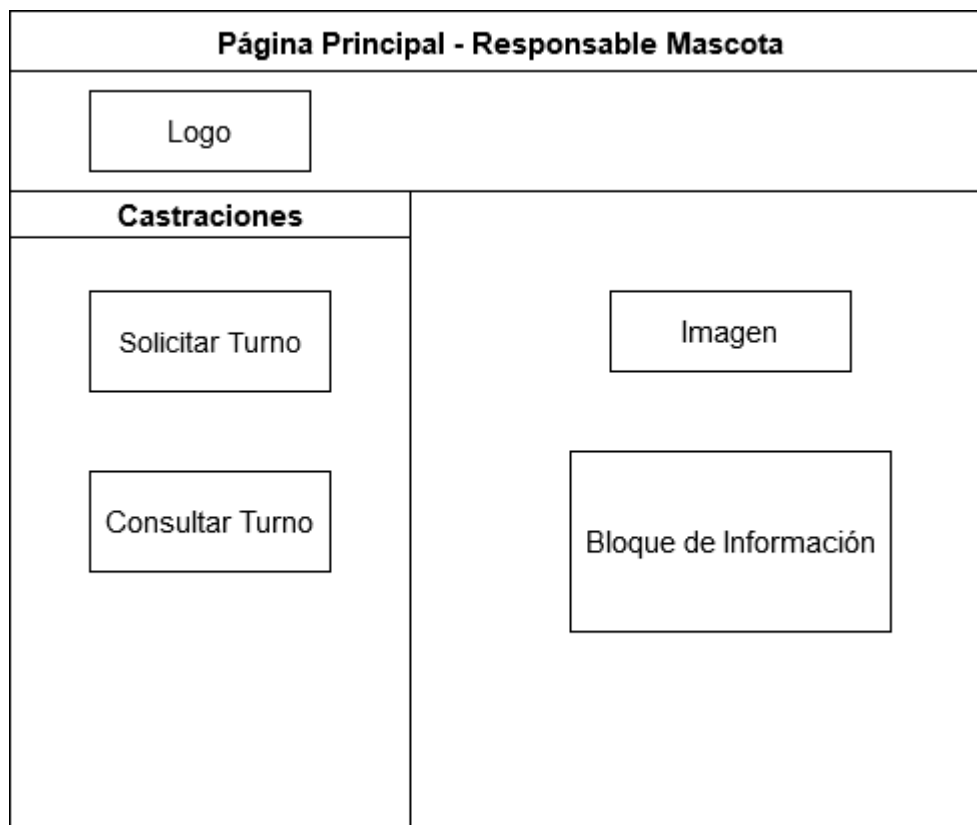 Página Principal - Responsable Mascota
Logo
Castraciones
Solicitar Turno
Consultar Turno
Imagen
Bloque de Información